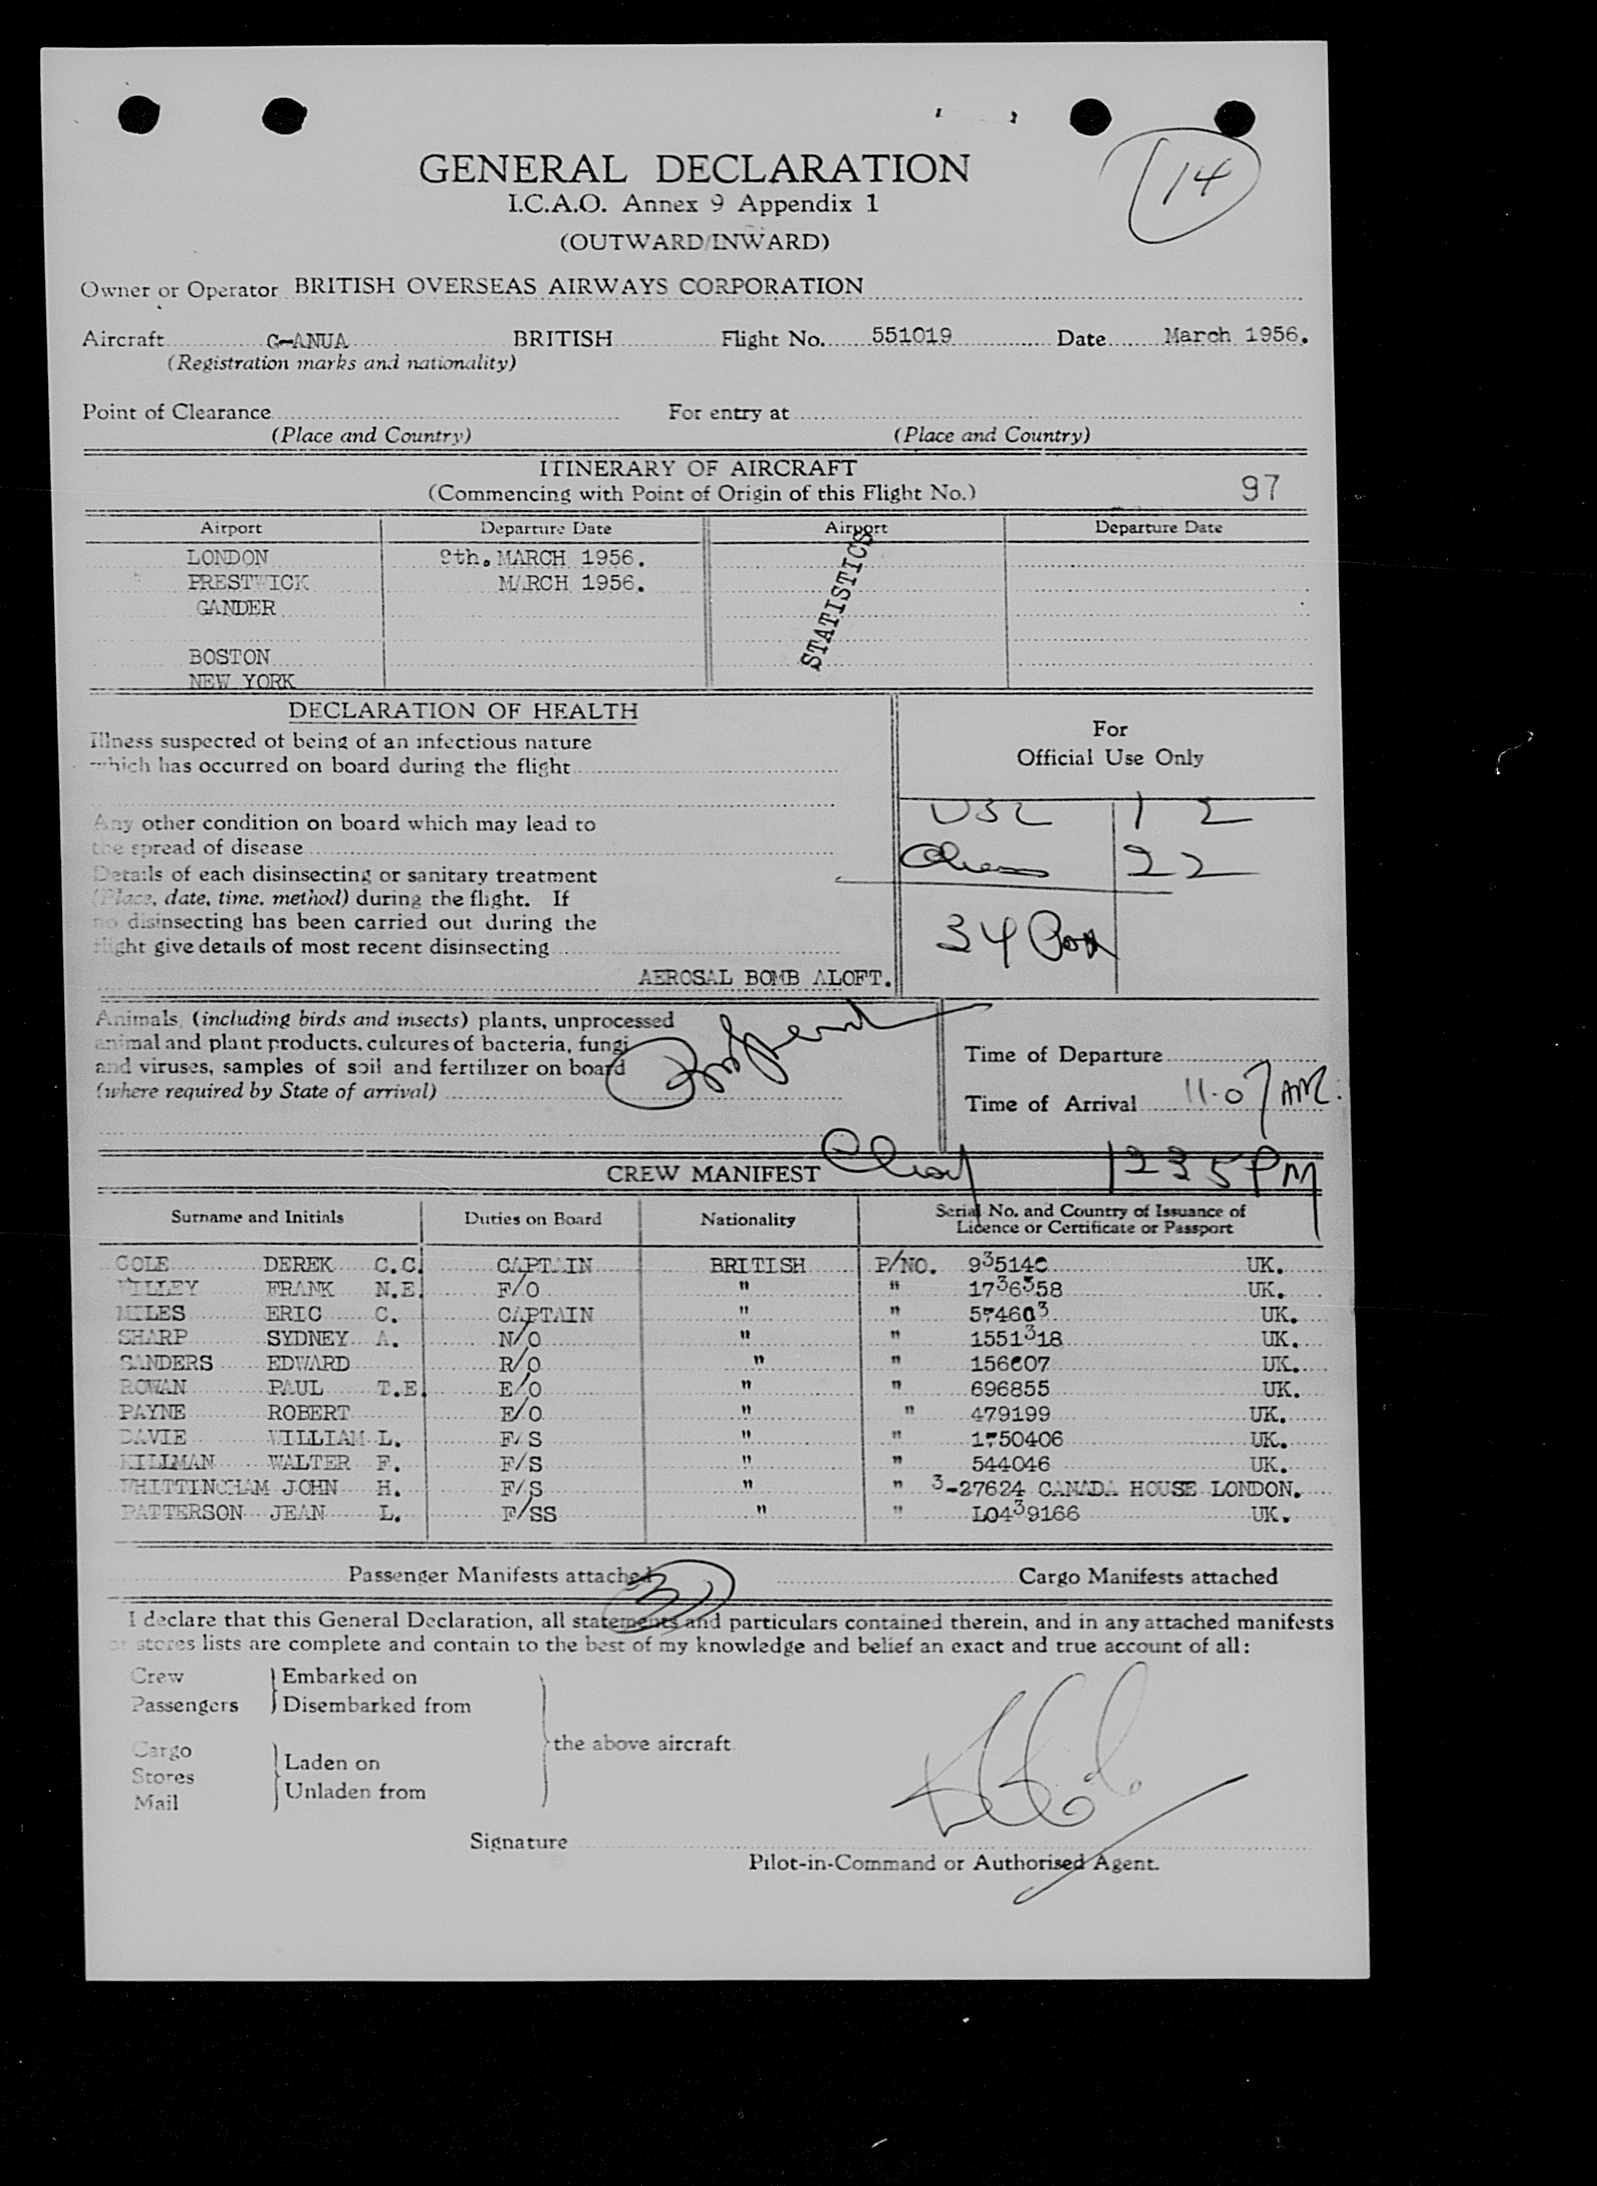 14
GENERAL DECLARATION
I.C.A.O. Annex 9 Appendix 1
(OUTWARD/INWARD)
Owner or Operator BRITISH OVERSEAS AIRWAYS CORPORATION
Aircraft G-ANUA BRITISH Flight No. 551019 Date March 1956.
(Registration marks and nationality)
Point of Clearance For entry at
(Place and Country) (Place and Country)
ITINERARY OF AIRCRAFT
(Commencing with Point of Origin of this Flight No.) 97
Airport Departure Date Airport Departure Date
LONDON 9th. MARCH 1956.
PRESTWICK MARCH 1956.
GANDER
STATISTICS
BOSTON
NEW YORK
DECLARATION OF HEALTH
For
Official Use Only
Illness suspected of being of an infectious nature
which has occurred on board during the flight
USC 12
Any other condition on board which may lead to
the spread of disease
22
Details of each disinsecting or sanitary treatment
(Place, date, time, method) during the flight. If
no disinsecting has been carried out during the
flight give details of most recent disinsecting
34
AEROSAL BOMB ALOFT.
Animals, (including birds and insects) plants, unprocessed
animal and plant products, cultures of bacteria, fungi
and viruses, samples of soil and fertilizer on board
(where required by State of arrival)
Time of Departure
Time of Arrival 11.07 AM.
CREW MANIFEST 1235 PM
Surname and Initials Duties on Board Nationality Serial No. and Country of Issuance of
Licence or Certificate or Passport
COLE DEREK C.C. CAPTAIN BRITISH P/NO. UK.
FRANK N.E. F/O " " 1736358 UK.
MILES ERIC C. CAPTAIN " " UK.
SHARP SYDNEY A. N/O " " 1551318 UK.
SANDERS EDWARD R/O " " UK.
ROWAN PAUL T.E. E/O " " 696855 UK.
PAYNE ROBERT E/O " " 479199 UK.
DAVIE WILLIAM L. F/S " " UK.
KILLMAN WALTER F. F/S " " 544046 UK.
WHITTINGHAM JOHN H. F/S " " 3-27624 CANADA HOUSE LONDON.
PATTERSON JEAN L. F/SS " " LO439166 UK.
Passenger Manifests attached Cargo Manifests attached
I declare that this General Declaration, all statements and particulars contained therein, and in any attached manifests
or stores lists are complete and contain to the best of my knowledge and belief an exact and true account of all:
Crew Embarked on
Passengers Disembarked from
the above aircraft
Cargo
Stores Laden on
Mail Unladen from
Signature
Pilot-in-Command or Authorised Agent.